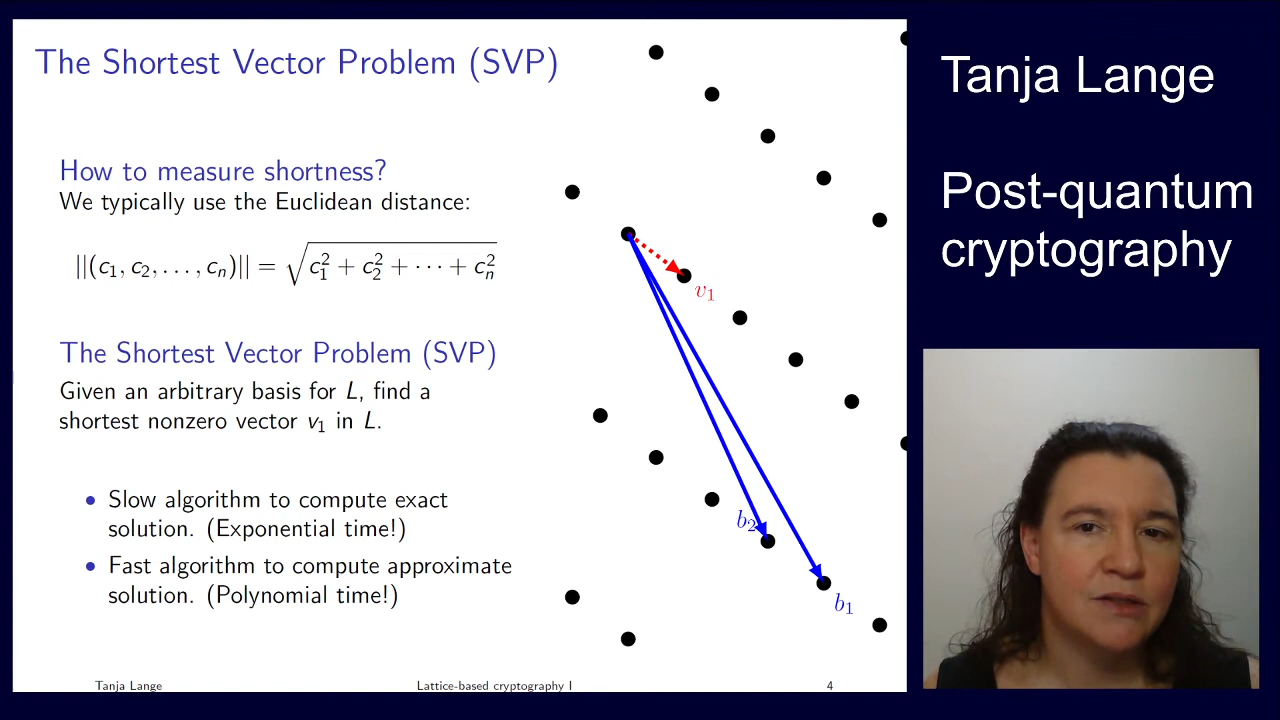 The Shortest Vector Problem (SVP)
How to measure shortness?
We typically use the Euclidean distance:
||(c₁, c₂, . . . , cₙ)|| = √(c₁² + c₂² + · · · + cₙ²)
The Shortest Vector Problem (SVP)
Given an arbitrary basis for L, find a
shortest nonzero vector v₁ in L.
• Slow algorithm to compute exact
solution. (Exponential time!)
• Fast algorithm to compute approximate
solution. (Polynomial time!)
v₁
b₂
b₁
Tanja Lange
Lattice-based cryptography I
4
Tanja Lange
Post-quantum
cryptography